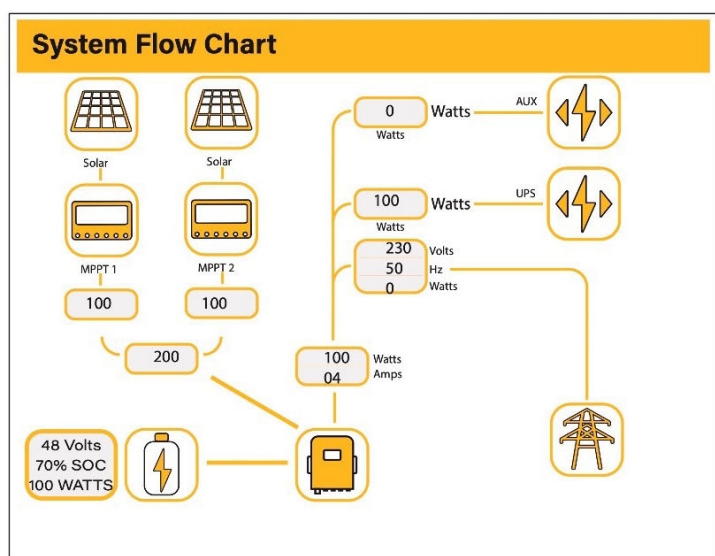 System Flow Chart
Solar
Solar
MPPT 1
MPPT 2
100
100
200
0 Watts
Watts
AUX
100 Watts
Watts
UPS
230 Volts
50 Hz
0 Watts
100 Watts
04 Amps
48 Volts
70% SOC
100 WATTS